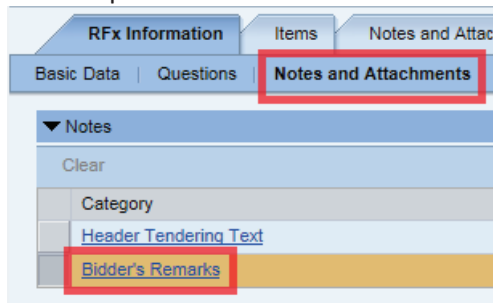 RFx Information Items Notes and Attac
Basic Data | Questions | Notes and Attachments
Notes
Clear
Category
Header Tendering Text
Bidder's Remarks